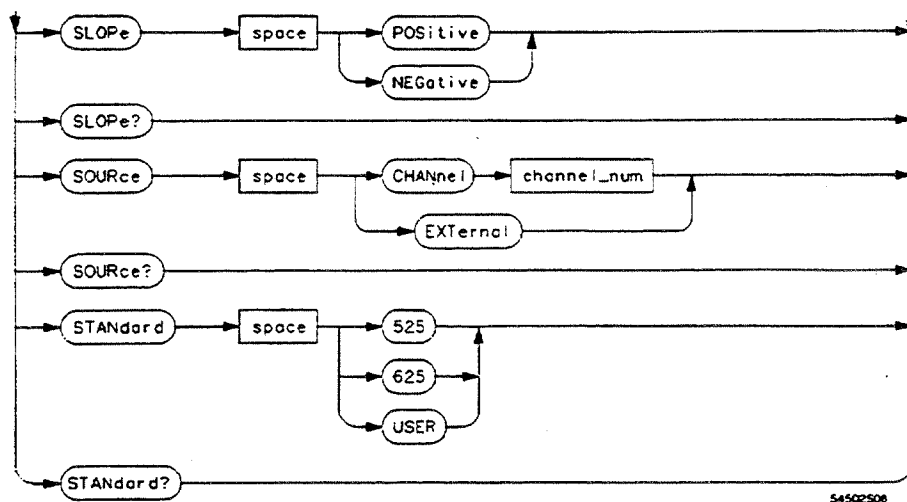 SLOPe space POSitive
NEGative
SLOPe?
SOURce space CHANnel channel_num
EXTernal
SOURce?
STANdard space 525
625
USER
STANdard?
54502S08